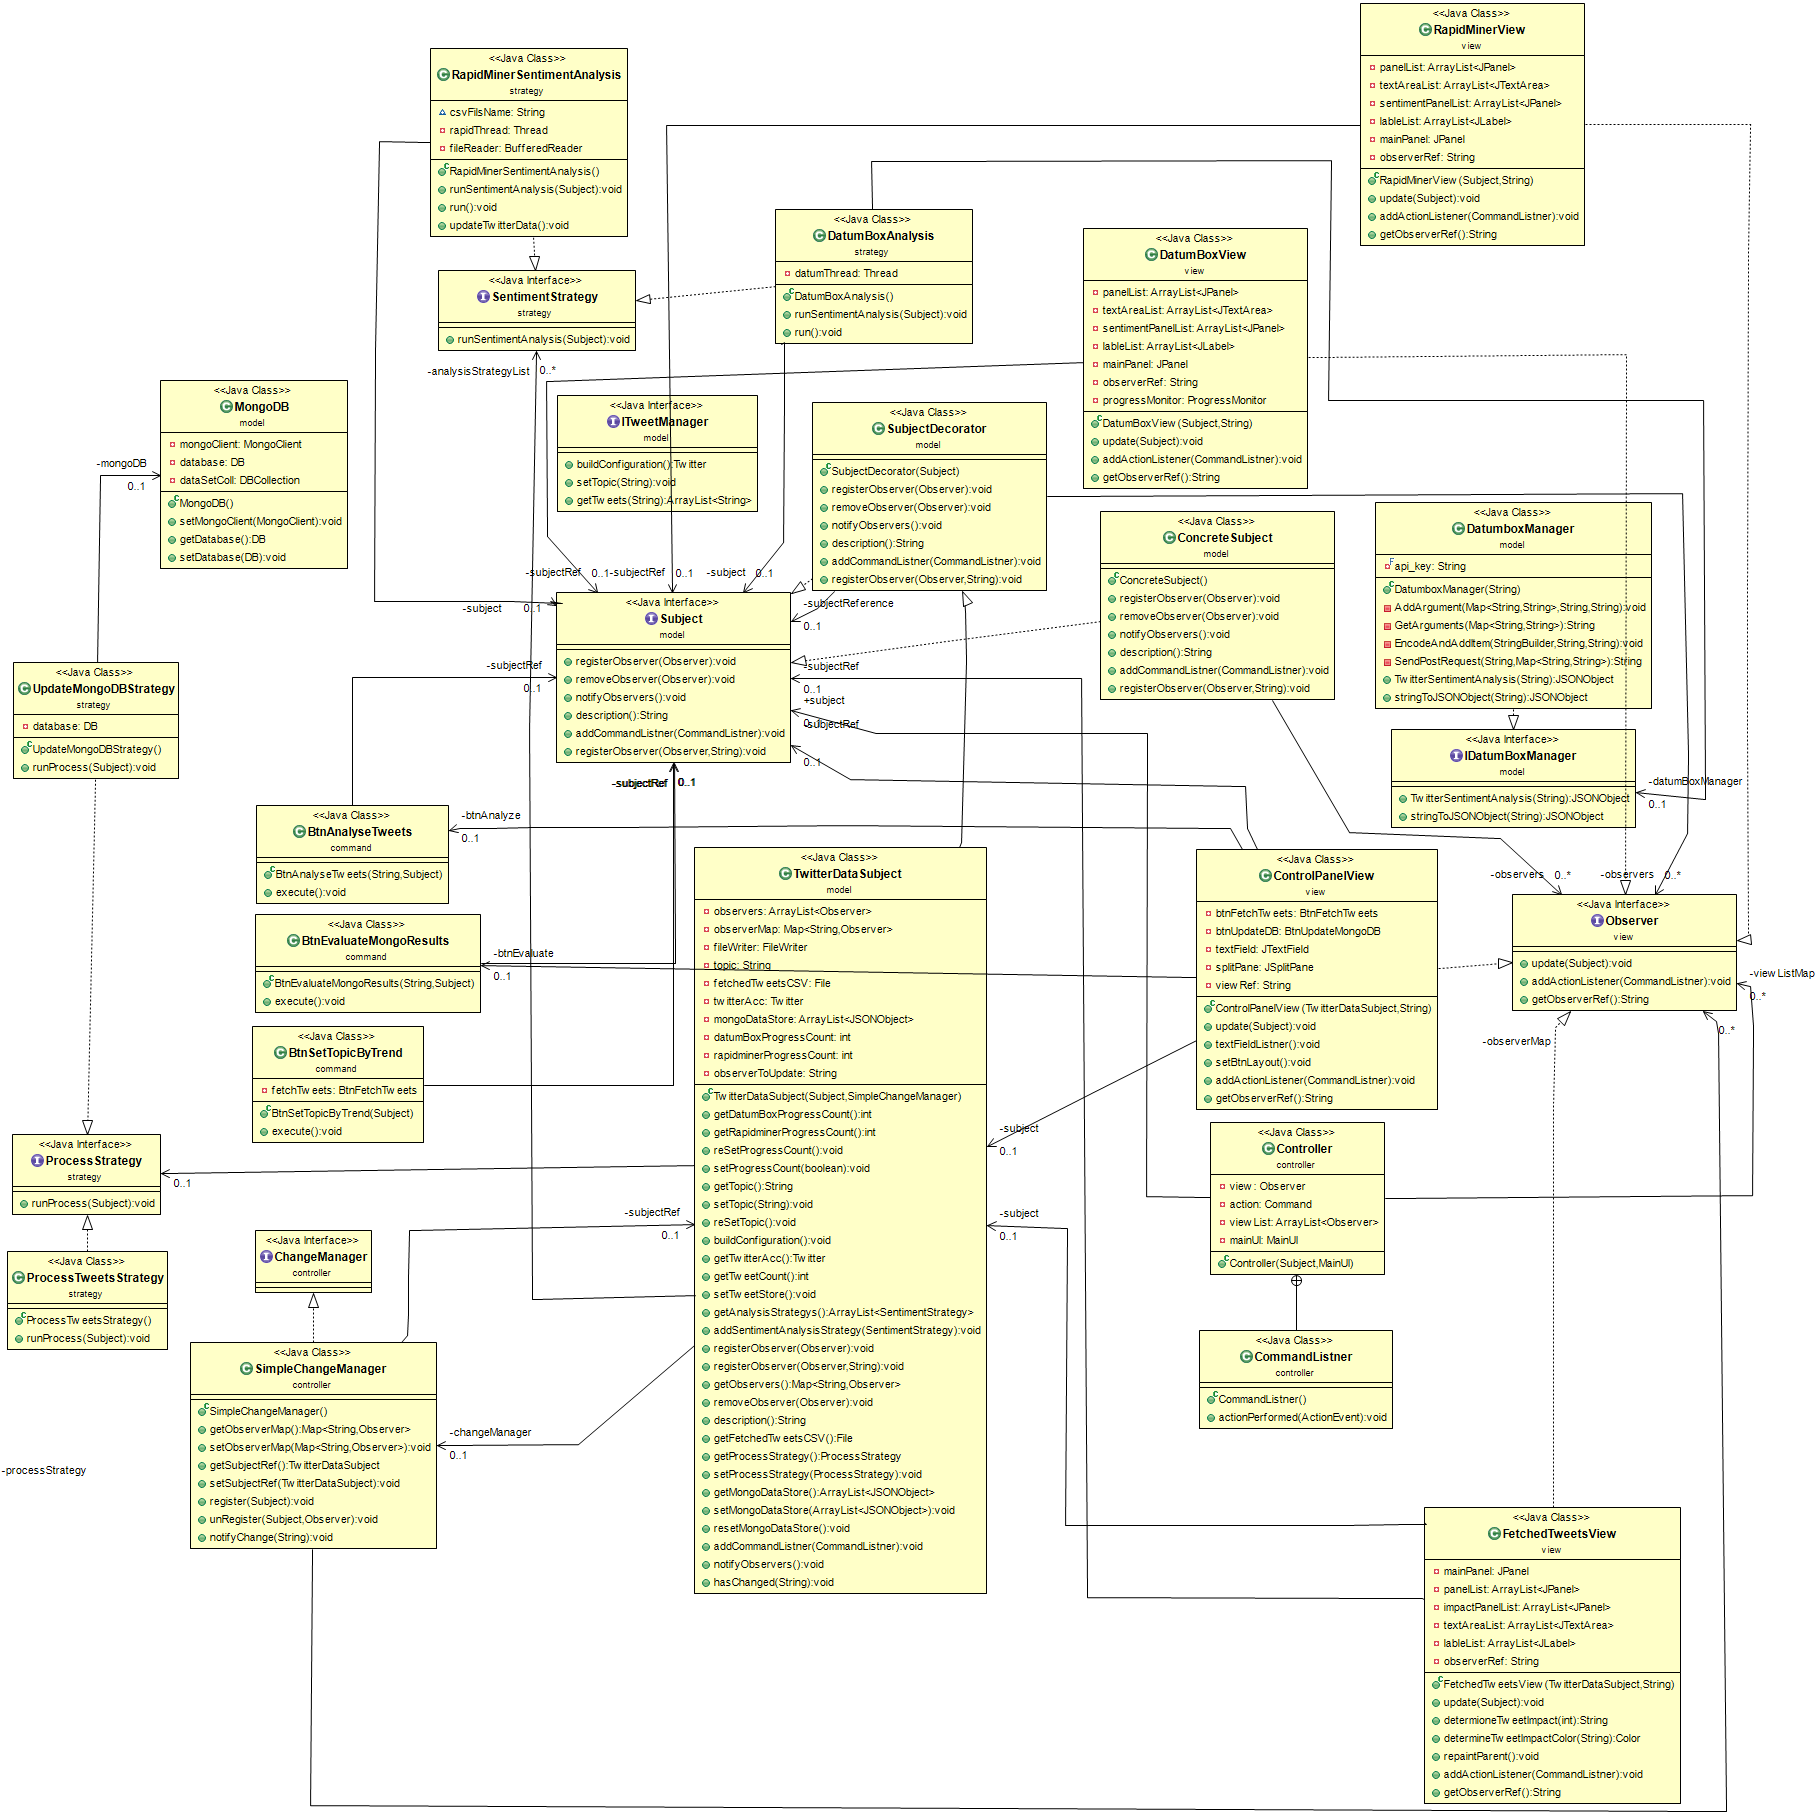 <<Java Class>>
RapidMinerView
view
panelList: ArrayList<JPanel>
textAreaList: ArrayList<JTextArea>
sentimentPanelList: ArrayList<JPanel>
lableList: ArrayList<JLabel>
mainPanel: JPanel
observerRef: String
RapidMinerView(Subject,String)
update(Subject):void
addActionListener(CommandListner):void
getObserverRef():String
<<Java Class>>
RapidMinerSentimentAnalysis
strategy
csvFilsName: String
rapidThread: Thread
fileReader: BufferedReader
RapidMinerSentimentAnalysis()
runSentimentAnalysis(Subject):void
run():void
updateTwitterData():void
<<Java Class>>
DatumBoxAnalysis
strategy
datumThread: Thread
DatumBoxAnalysis()
runSentimentAnalysis(Subject):void
run():void
<<Java Class>>
DatumBoxView
view
panelList: ArrayList<JPanel>
textAreaList: ArrayList<JTextArea>
sentimentPanelList: ArrayList<JPanel>
lableList: ArrayList<JLabel>
mainPanel: JPanel
observerRef: String
progressMonitor: ProgressMonitor
DatumBoxView(Subject,String)
update(Subject):void
addActionListener(CommandListner):void
getObserverRef():String
<<Java Interface>>
SentimentStrategy
strategy
runSentimentAnalysis(Subject):void
-analysisStrategyList
0..*
<<Java Class>>
MongoDB
model
mongoClient: MongoClient
database: DB
dataSetColl: DBCollection
MongoDB()
setMongoClient(MongoClient):void
getDatabase():DB
setDatabase(DB):void
-mongoDB
0..1
<<Java Interface>>
ITweetManager
model
buildConfiguration():Twitter
setTopic(String):void
getTweets(String):ArrayList<String>
<<Java Class>>
SubjectDecorator
model
SubjectDecorator(Subject)
registerObserver(Observer):void
removeObserver(Observer):void
notifyObservers():void
description():String
addCommandListner(CommandListner):void
registerObserver(Observer,String):void
<<Java Class>>
ConcreteSubject
model
ConcreteSubject()
registerObserver(Observer):void
removeObserver(Observer):void
notifyObservers():void
description():String
addCommandListner(CommandListner):void
registerObserver(Observer,String):void
<<Java Class>>
DatumboxManager
model
api_key: String
DatumboxManager(String)
AddArgument(Map<String,String>,String,String):void
GetArguments(Map<String,String>):String
EncodeAndAddItem(StringBuilder,String,String):void
SendPostRequest(String,Map<String,String>):String
TwitterSentimentAnalysis(String):JSONObject
stringToJSONObject(String):JSONObject
-subjectRef
0..1
-subjectRef
0..1
-subject
0..1
-subject
0..1
-subjectReference
0..1
<<Java Interface>>
Subject
model
registerObserver(Observer):void
removeObserver(Observer):void
notifyObservers():void
description():String
addCommandListner(CommandListner):void
registerObserver(Observer,String):void
-subjectRef
0..1
-subjectRef
0..1
+subject
0..1
-subjectRef
0..1
-subjectRef
0..1
<<Java Class>>
UpdateMongoDBStrategy
strategy
database: DB
UpdateMongoDBStrategy()
runProcess(Subject):void
<<Java Interface>>
IDatumBoxManager
model
TwitterSentimentAnalysis(String):JSONObject
stringToJSONObject(String):JSONObject
-datumBoxManager
0..1
<<Java Class>>
BtnAnalyseTweets
command
BtnAnalyseTweets(String,Subject)
execute():void
-btnAnalyze
0..1
<<Java Class>>
BtnEvaluateMongoResults
command
BtnEvaluateMongoResults(String,Subject)
execute():void
-btnEvaluate
0..1
<<Java Class>>
BtnSetTopicByTrend
command
fetchTweets: BtnFetchTweets
BtnSetTopicByTrend(Subject)
execute():void
<<Java Class>>
TwitterDataSubject
model
observers: ArrayList<Observer>
observerMap: Map<String,Observer>
fileWriter: FileWriter
topic: String
fetchedTweetsCSV: File
twitterAcc: Twitter
mongoDataStore: ArrayList<JSONObject>
datumBoxProgressCount: int
rapidminerProgressCount: int
observerToUpdate: String
TwitterDataSubject(Subject,SimpleChangeManager)
getDatumBoxProgressCount():int
getRapidminerProgressCount():int
reSetProgressCount():void
setProgressCount(boolean):void
getTopic():String
setTopic(String):void
reSetTopic():void
buildConfiguration():void
getTwitterAcc():Twitter
getTweetCount():int
setTweetStore():void
getAnalysisStrategys():ArrayList<SentimentStrategy>
addSentimentAnalysisStrategy(SentimentStrategy):void
registerObserver(Observer):void
registerObserver(Observer,String):void
getObservers():Map<String,Observer>
removeObserver(Observer):void
description():String
getFetchedTweetsCSV():File
getProcessStrategy():ProcessStrategy
setProcessStrategy(ProcessStrategy):void
getMongoDataStore():ArrayList<JSONObject>
setMongoDataStore(ArrayList<JSONObject>):void
resetMongoDataStore():void
addCommandListner(CommandListner):void
notifyObservers():void
hasChanged(String):void
<<Java Class>>
ControlPanelView
view
btnFetchTweets: BtnFetchTweets
btnUpdateDB: BtnUpdateMongoDB
textField: JTextField
splitPane: JSplitPane
viewRef: String
ControlPanelView(TwitterDataSubject,String)
update(Subject):void
textFieldListner():void
setBtnLayout():void
addActionListener(CommandListner):void
getObserverRef():String
-observers
0..*
-observers
0..*
<<Java Interface>>
Observer
view
update(Subject):void
addActionListener(CommandListner):void
getObserverRef():String
-viewListMap
0..*
0..*
-observerMap
-subject
0..1
<<Java Class>>
Controller
controller
view: Observer
action: Command
viewList: ArrayList<Observer>
mainUI: MainUI
Controller(Subject,MainUI)
<<Java Interface>>
ProcessStrategy
strategy
runProcess(Subject):void
0..1
<<Java Class>>
ProcessTweetsStrategy
strategy
ProcessTweetsStrategy()
runProcess(Subject):void
<<Java Interface>>
ChangeManager
controller
-subjectRef
0..1
-subject
0..1
<<Java Class>>
SimpleChangeManager
controller
SimpleChangeManager()
getObserverMap():Map<String,Observer>
setObserverMap(Map<String,Observer>):void
getSubjectRef():TwitterDataSubject
setSubjectRef(TwitterDataSubject):void
register(Subject):void
unRegister(Subject,Observer):void
notifyChange(String):void
-changeManager
0..1
-processStrategy
<<Java Class>>
CommandListner
controller
CommandListner()
actionPerformed(ActionEvent):void
<<Java Class>>
FetchedTweetsView
view
mainPanel: JPanel
panelList: ArrayList<JPanel>
impactPanelList: ArrayList<JPanel>
textAreaList: ArrayList<JTextArea>
lableList: ArrayList<JLabel>
observerRef: String
FetchedTweetsView(TwitterDataSubject,String)
update(Subject):void
determioneTweetImpact(int):String
determineTweetImpactColor(String):Color
repaintParent():void
addActionListener(CommandListner):void
getObserverRef():String